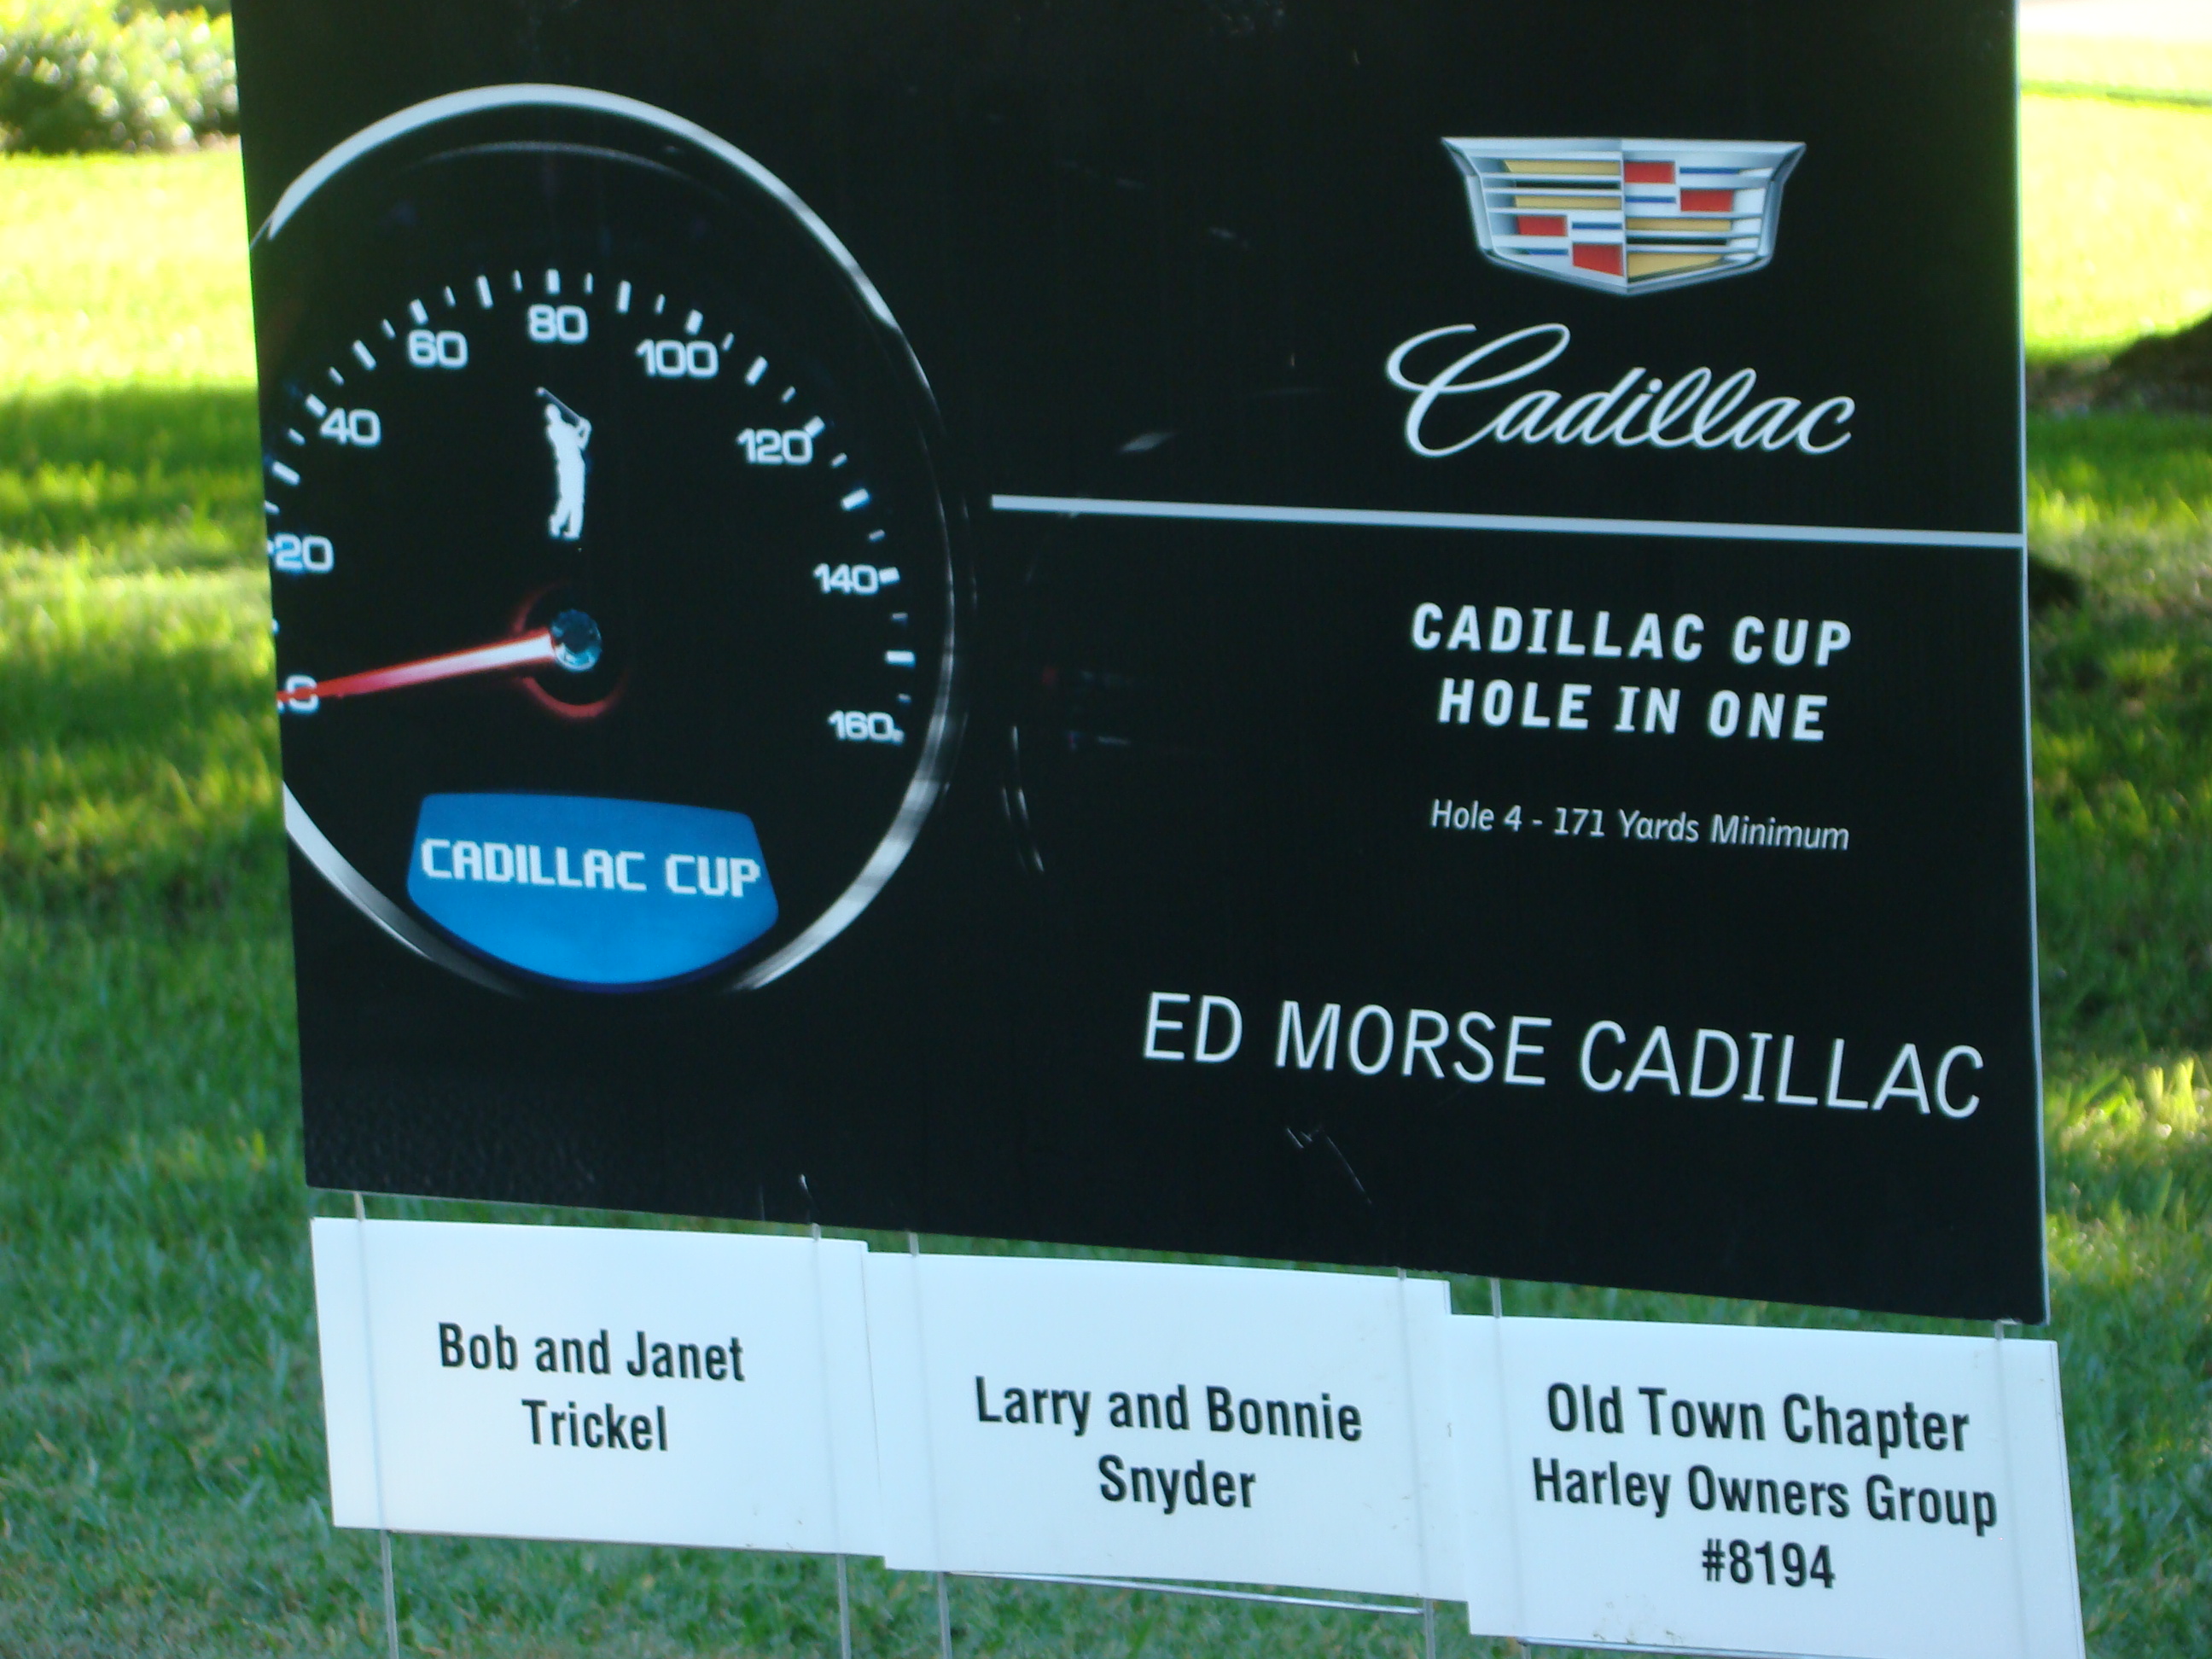 80
60
100
40
120
20
140
0
160
CADILLAC CUP
Cadillac
CADILLAC CUP
HOLE IN ONE
Hole 4 - 171 Yards Minimum
ED MORSE CADILLAC
Bob and Janet
Trickel
Larry and Bonnie
Snyder
Old Town Chapter
Harley Owners Group
#8194